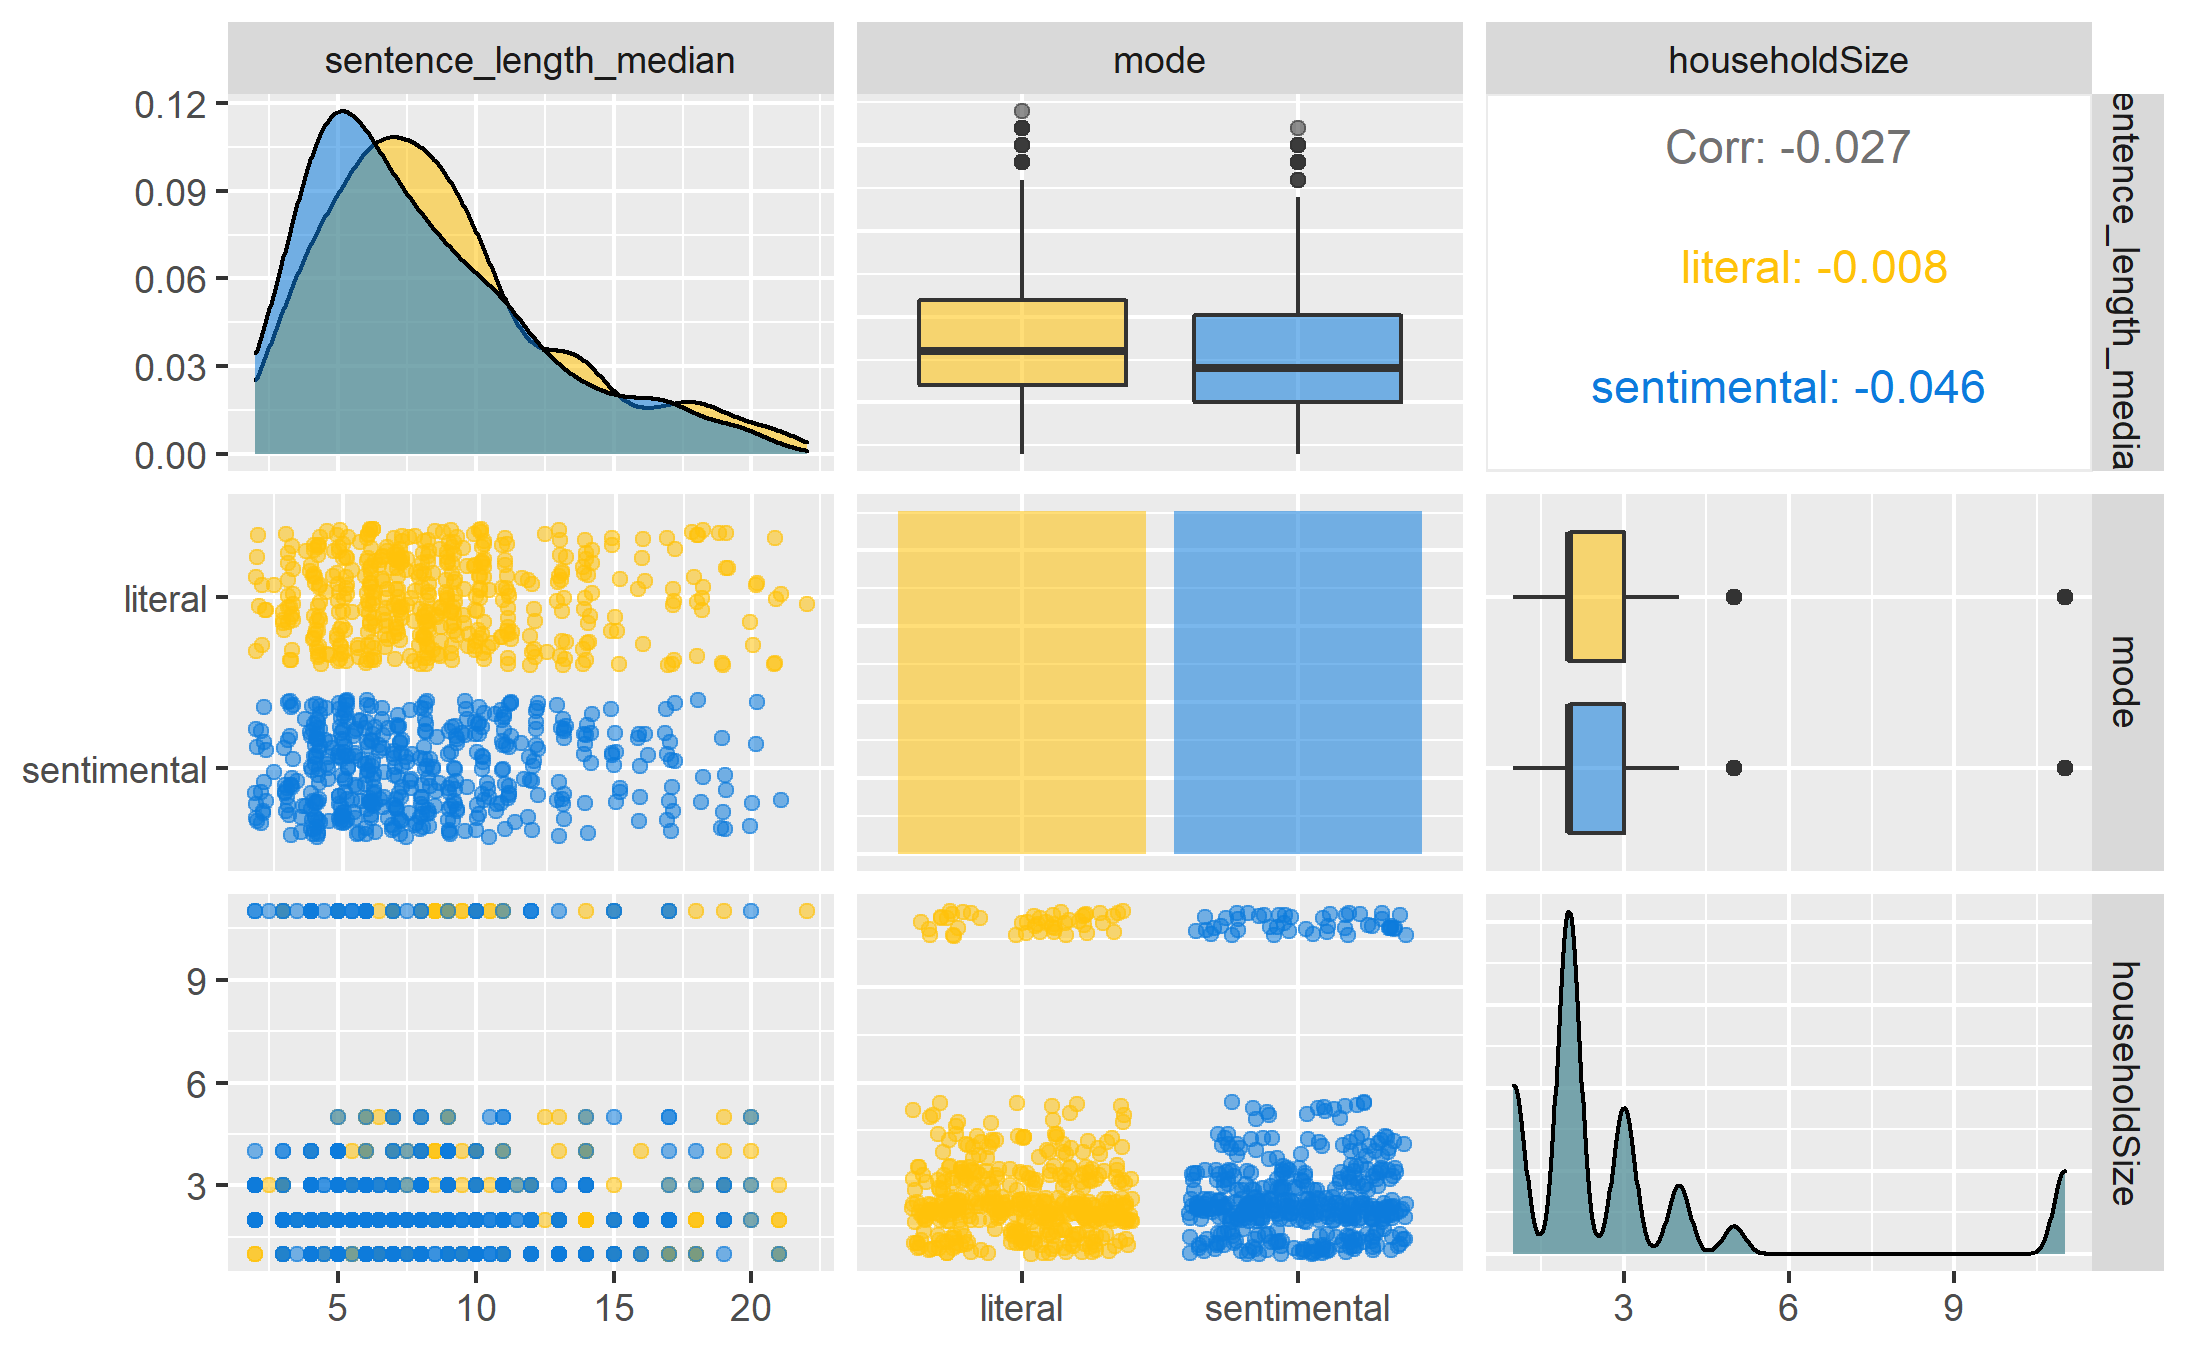 sentence_length_median
mode
householdSize
0.12
0.09
0.06
0.03
0.00
Corr: -0.027
literal: -0.008
sentimental: -0.046
entence_length_media
literal
sentimental
mode
9
6
3
householdSize
5 10 15 20
literal sentimental
3 6 9